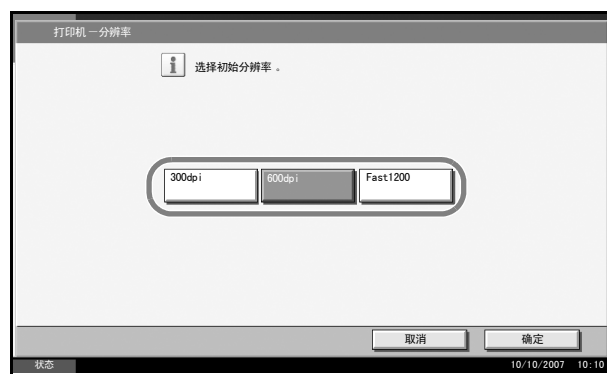 打印机－分辨率
选择初始分辨率 。
300dpi
600dpi
Fast1200
取消
确定
状态
10/10/2007 10:10